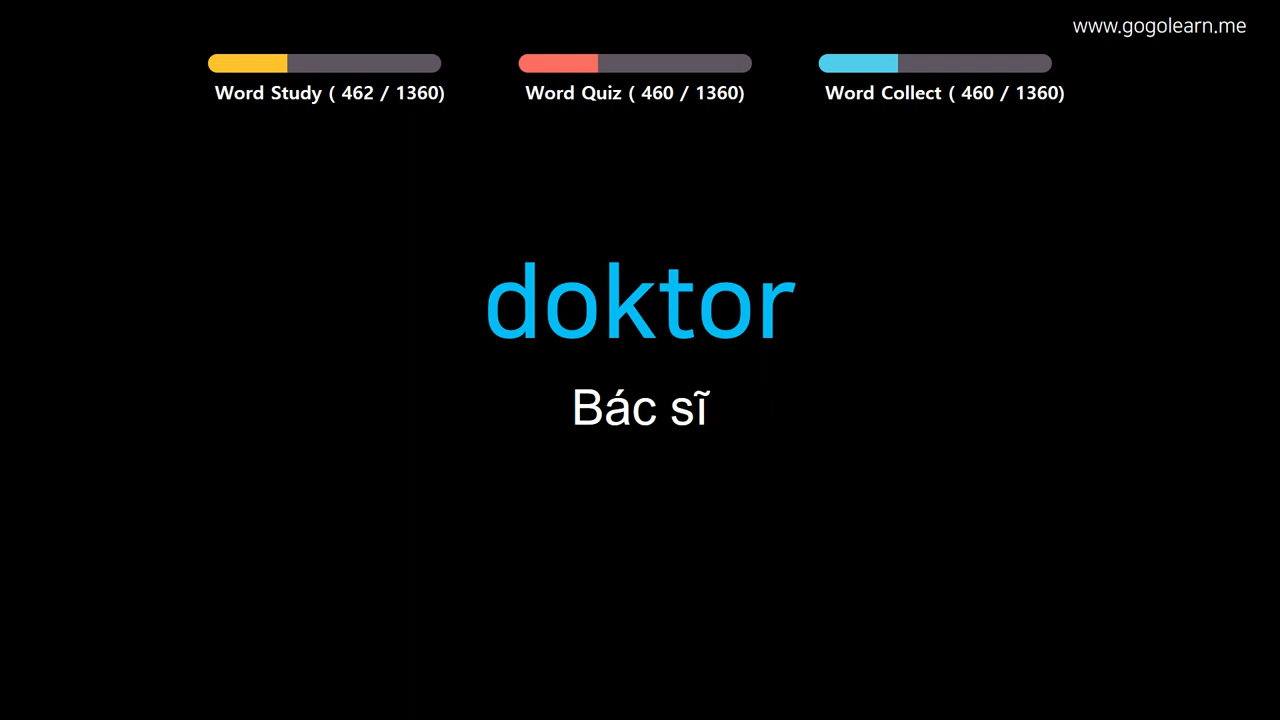 www.gogolearn.me
Word Study ( 462 / 1360)
Word Quiz ( 460 / 1360)
Word Collect ( 460 / 1360)
doktor
Bác sĩ